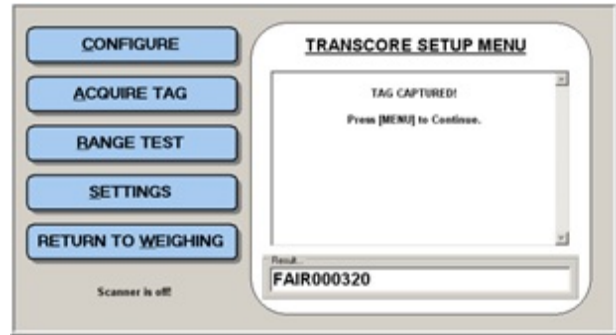 CONFIGURE
ACQUIRE TAG
RANGE TEST
SETTINGS
RETURN TO WEIGHING
Scanner is off!
TRANSCORE SETUP MENU
TAG CAPTURED!
Press [MENU] to Continue.
Result...
FAIR000320